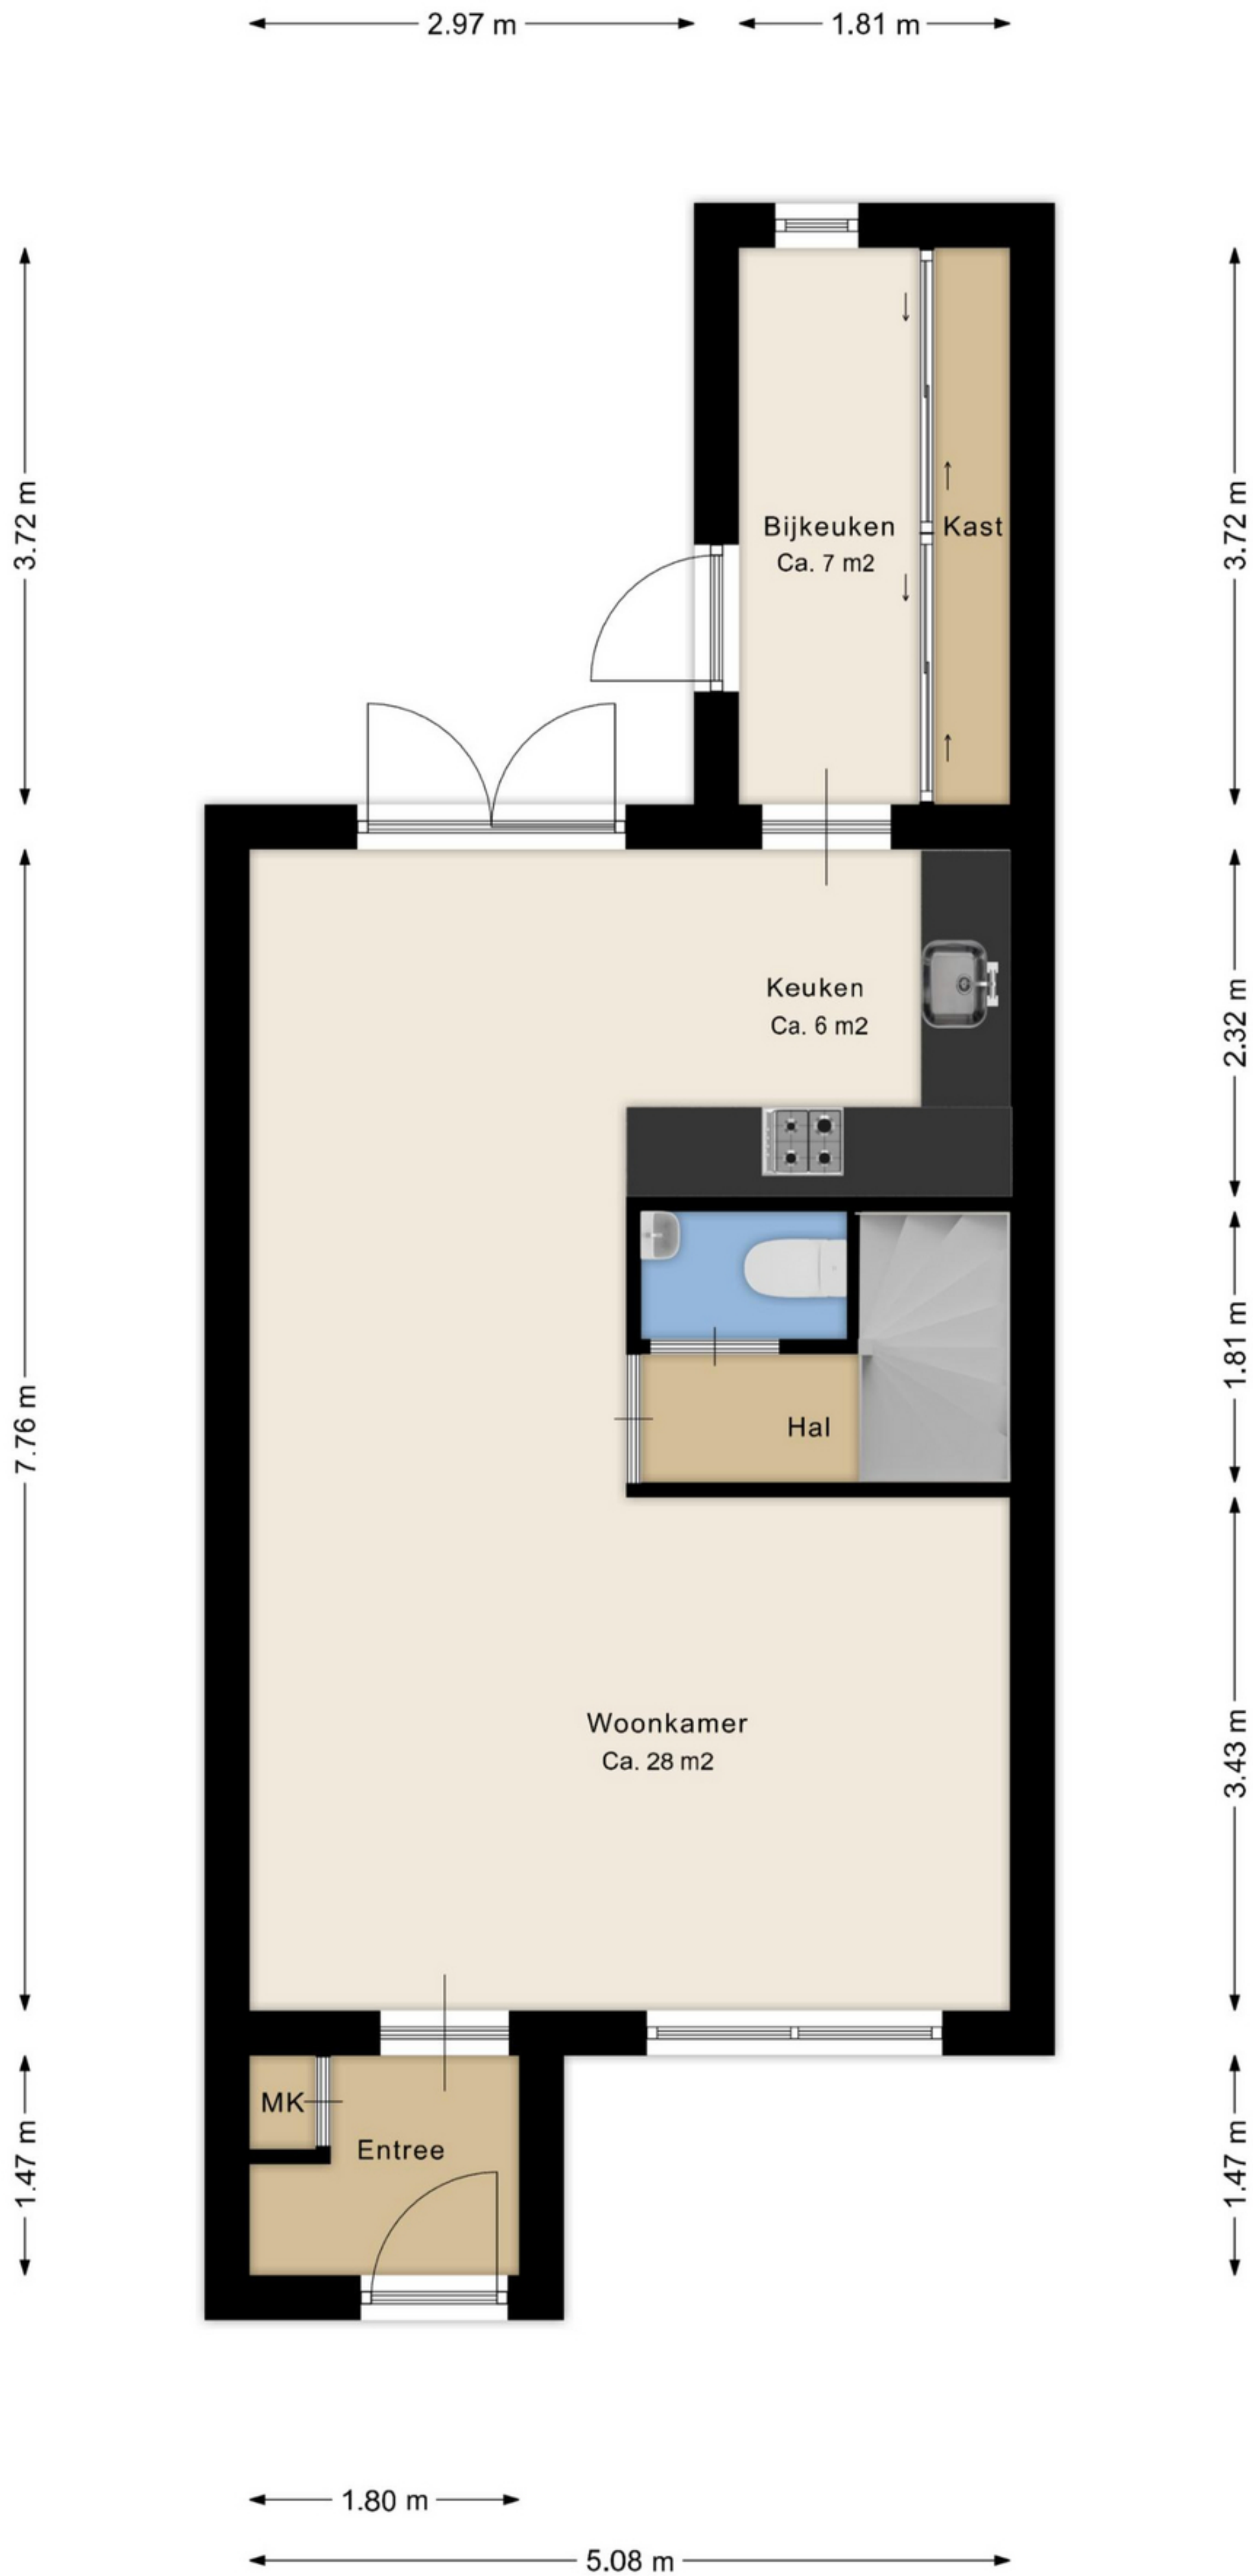 2.97 m
1.81 m
3.72 m
3.72 m
Bijkeuken
Ca. 7 m2
Kast
Keuken
Ca. 6 m2
2.32 m
1.81 m
7.76 m
Hal
Woonkamer
Ca. 28 m2
3.43 m
MK
Entree
1.47 m
1.47 m
1.80 m
5.08 m